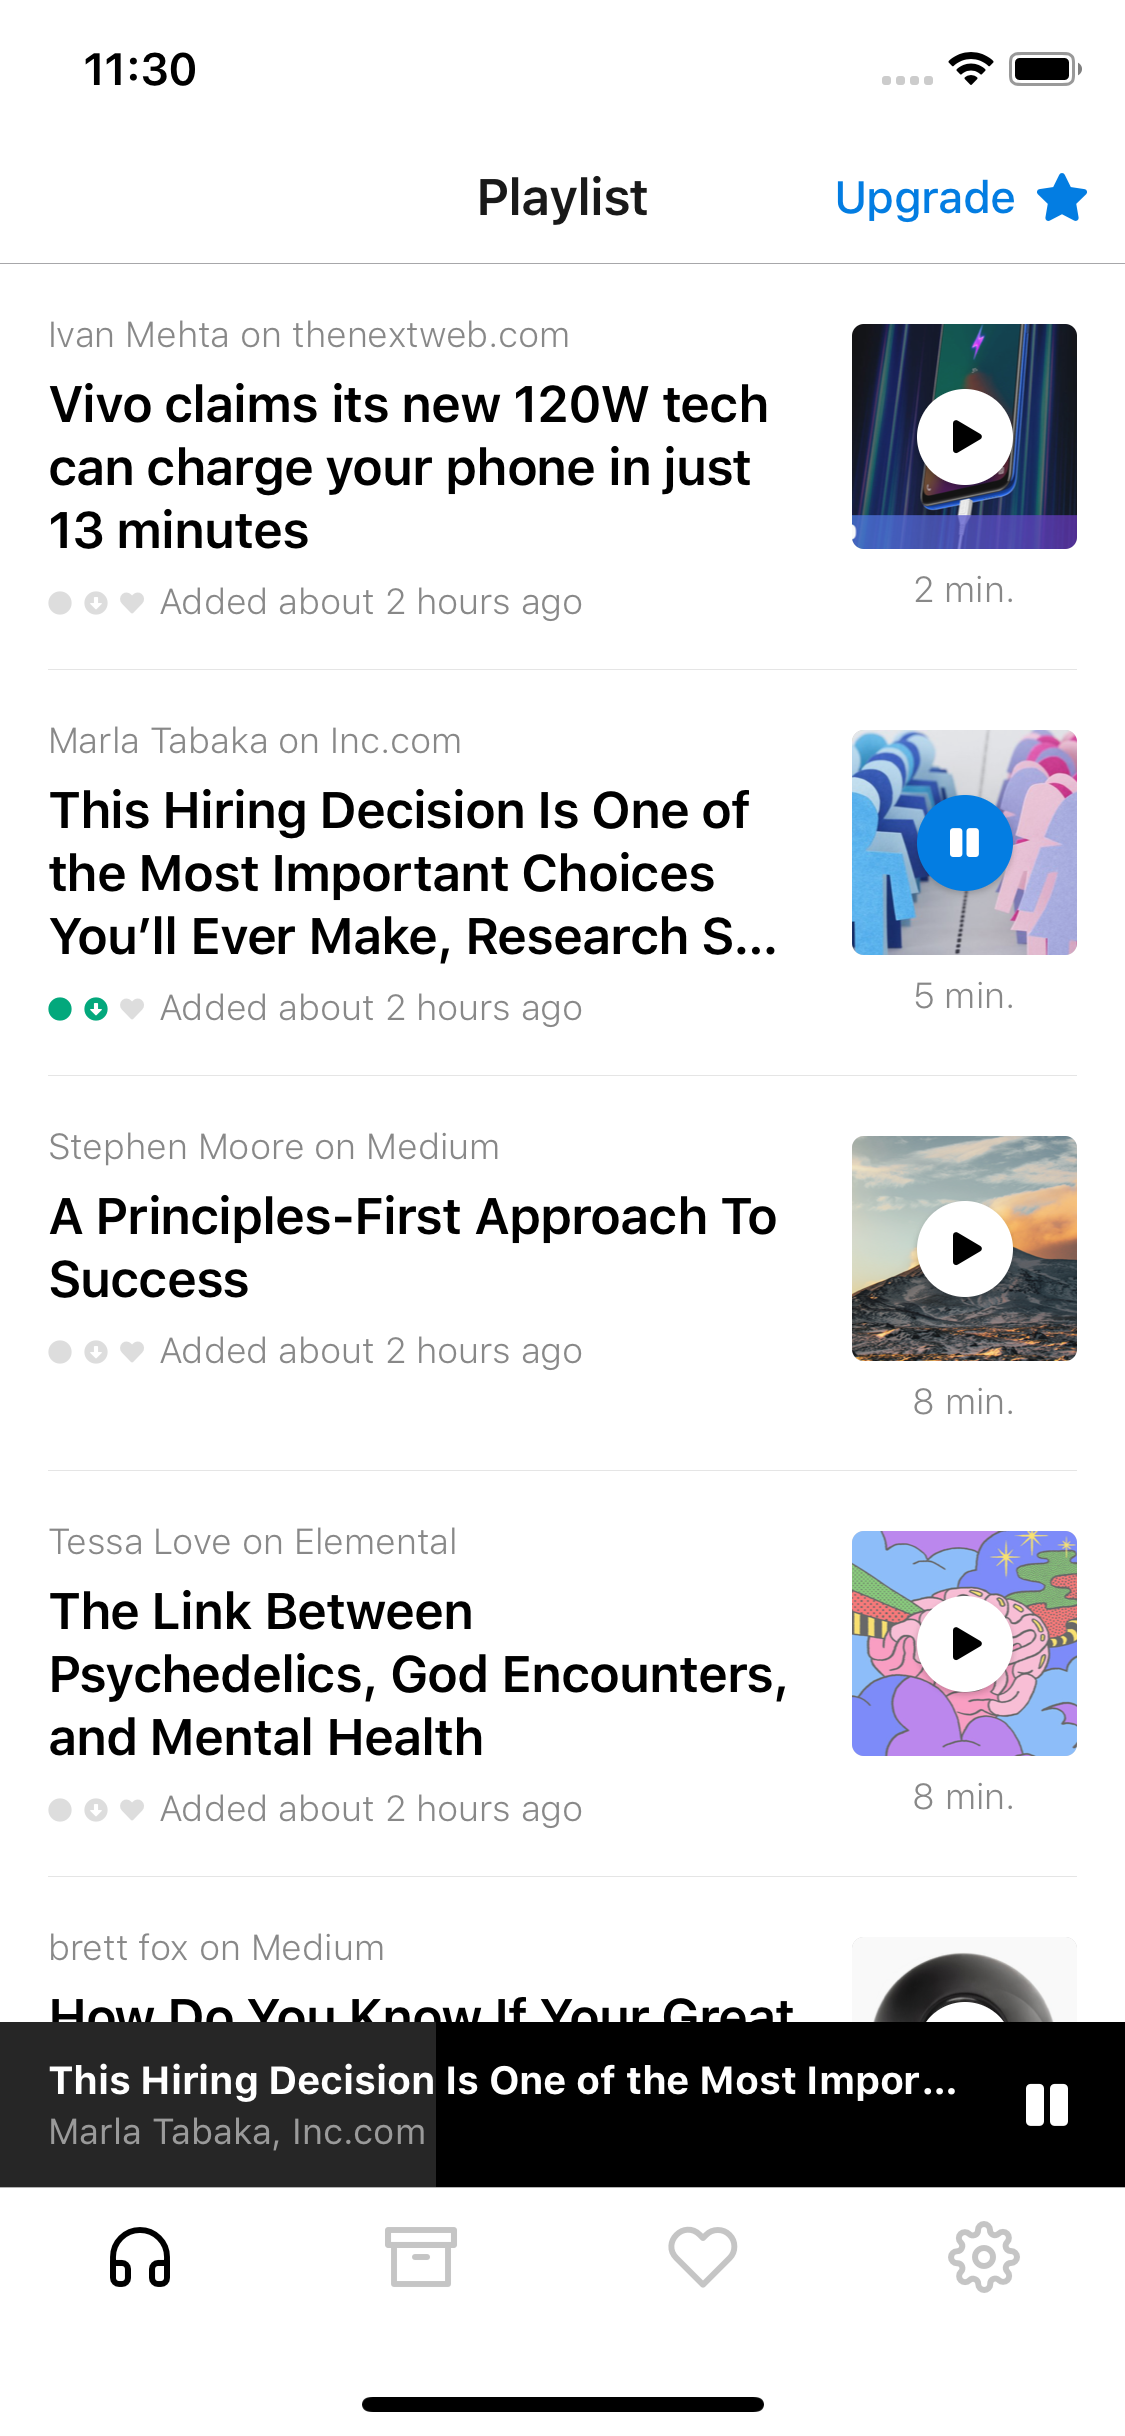 11:30
Playlist
Upgrade
Ivan Mehta on thenextweb.com
Vivo claims its new 120W tech
can charge your phone in just
13 minutes
Added about 2 hours ago
2 min.
Marla Tabaka on Inc.com
This Hiring Decision Is One of
the Most Important Choices
You’ll Ever Make, Research S...
Added about 2 hours ago
5 min.
Stephen Moore on Medium
A Principles-First Approach To
Success
Added about 2 hours ago
8 min.
Tessa Love on Elemental
The Link Between
Psychedelics, God Encounters,
and Mental Health
Added about 2 hours ago
8 min.
brett fox on Medium
How Do You Know If Your Great
This Hiring Decision Is One of the Most Impor...
Marla Tabaka, Inc.com